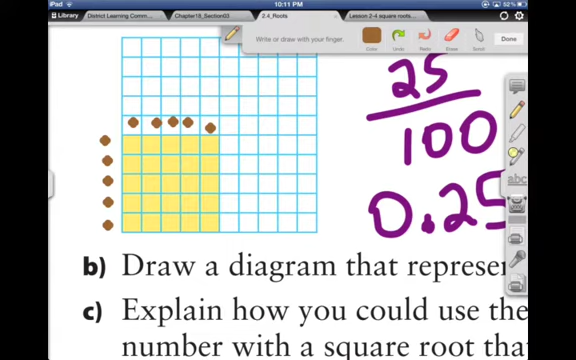 iPad 10:11 PM 52%
Library District Learning Comm... Chapter18_Section03 2.4_Roots Lesson 2-4 square roots...
Write or draw with your finger. Color Undo Redo Erase Scroll Done
25
100
0.25
abc
b) Draw a diagram that represen
c) Explain how you could use the
number with a square root tha